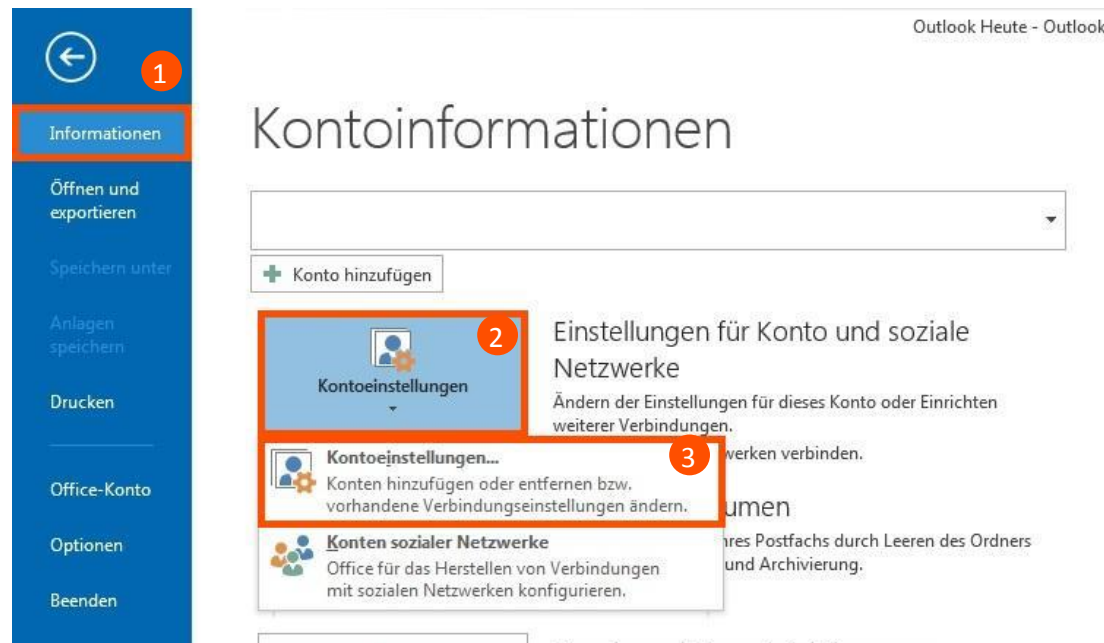 Outlook Heute - Outlook
1
Informationen
Öffnen und
exportieren
Speichern unter
Anlagen
speichern
Drucken
Office-Konto
Optionen
Beenden
Kontoinformationen
Konto hinzufügen
2
Kontoeinstellungen
Einstellungen für Konto und soziale
Netzwerke
Ändern der Einstellungen für dieses Konto oder Einrichten
weiterer Verbindungen.
werken verbinden.
3
Kontoeinstellungen...
Konten hinzufügen oder entfernen bzw.
vorhandene Verbindungseinstellungen ändern.
Konten sozialer Netzwerke
Office für das Herstellen von Verbindungen
mit sozialen Netzwerken konfigurieren.
umen
res Postfachs durch Leeren des Ordners
und Archivierung.